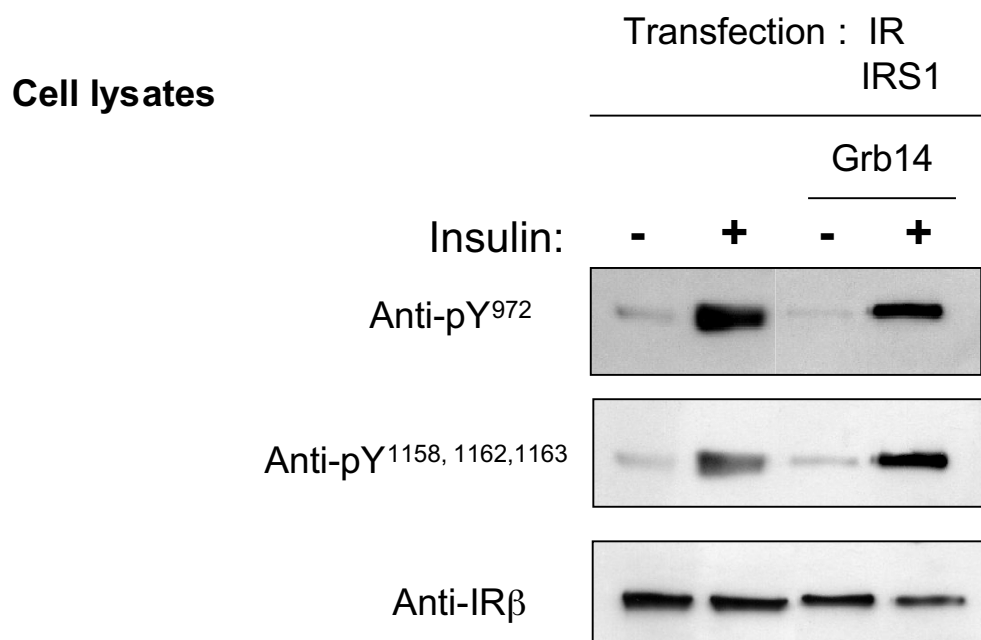 Transfection : IR
IRS1
Cell lysates
Grb14
Insulin: - + - +
Anti-pY972
Anti-pY1158, 1162,1163
Anti-IRβ